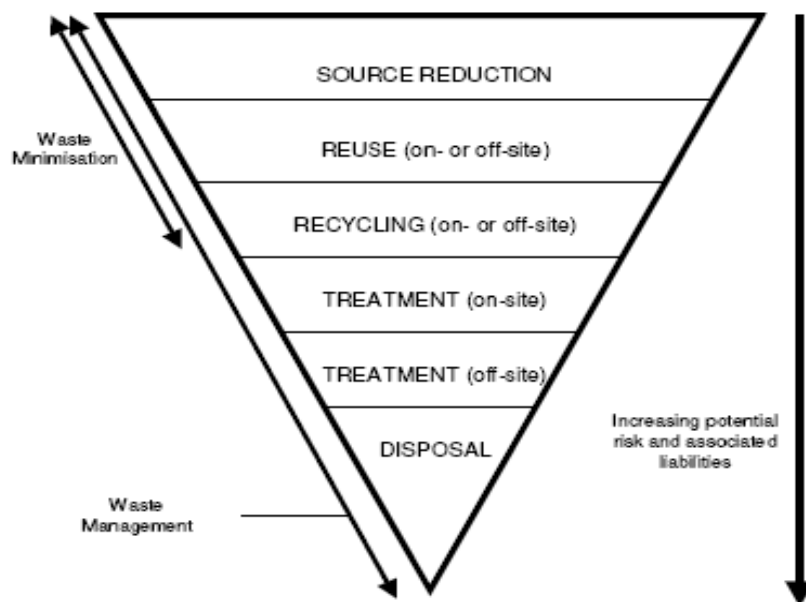 SOURCE REDUCTION
Waste
Minimisation
REUSE (on- or off-site)
RECYCLING (on- or off-site)
TREATMENT (on-site)
TREATMENT (off-site)
Increasing potential
risk and associated
liabilities
DISPOSAL
Waste
Management